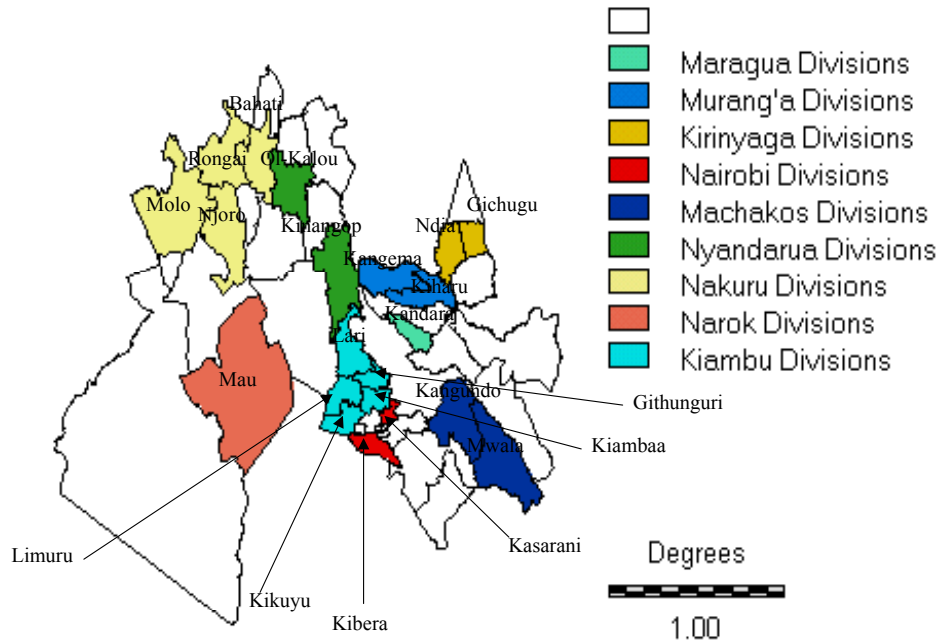 Maragua Divisions
Murang'a Divisions
Kirinyaga Divisions
Nairobi Divisions
Machakos Divisions
Nyandarua Divisions
Nakuru Divisions
Narok Divisions
Kiambu Divisions
Bahati
Rongai
Ol-Kalou
Molo
Njoro
Kinangop
Gichugu
Ndia
Kangema
Kiharu
Kandara
Lari
Mau
Kangundo
Githunguri
Mwala
Kiambaa
Limuru
Kasarani
Kikuyu
Kibera
Degrees
1.00